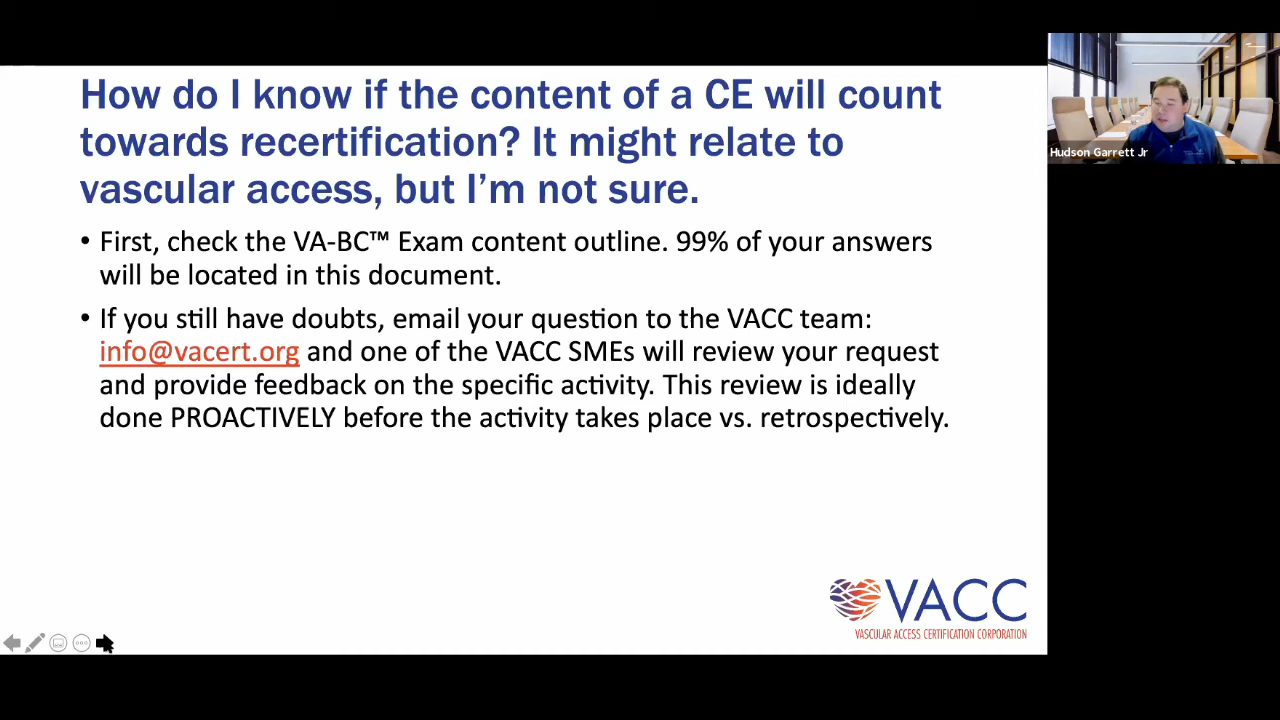 How do I know if the content of a CE will count
towards recertification? It might relate to
vascular access, but I’m not sure.
• First, check the VA-BC™ Exam content outline. 99% of your answers
will be located in this document.
• If you still have doubts, email your question to the VACC team:
info@vacert.org and one of the VACC SMEs will review your request
and provide feedback on the specific activity. This review is ideally
done PROACTIVELY before the activity takes place vs. retrospectively.
VACC
VASCULAR ACCESS CERTIFICATION CORPORATION
Hudson Garrett Jr